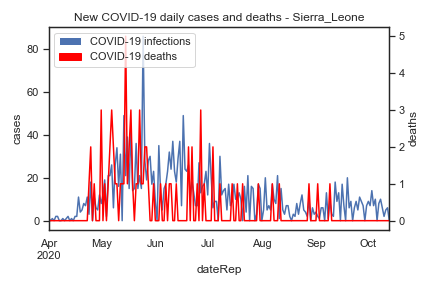 New COVID-19 daily cases and deaths - Sierra_Leone
COVID-19 infections
COVID-19 deaths
80
60
40
20
0
cases
5
4
3
2
1
0
deaths
Apr May Jun Jul Aug Sep Oct
2020
dateRep